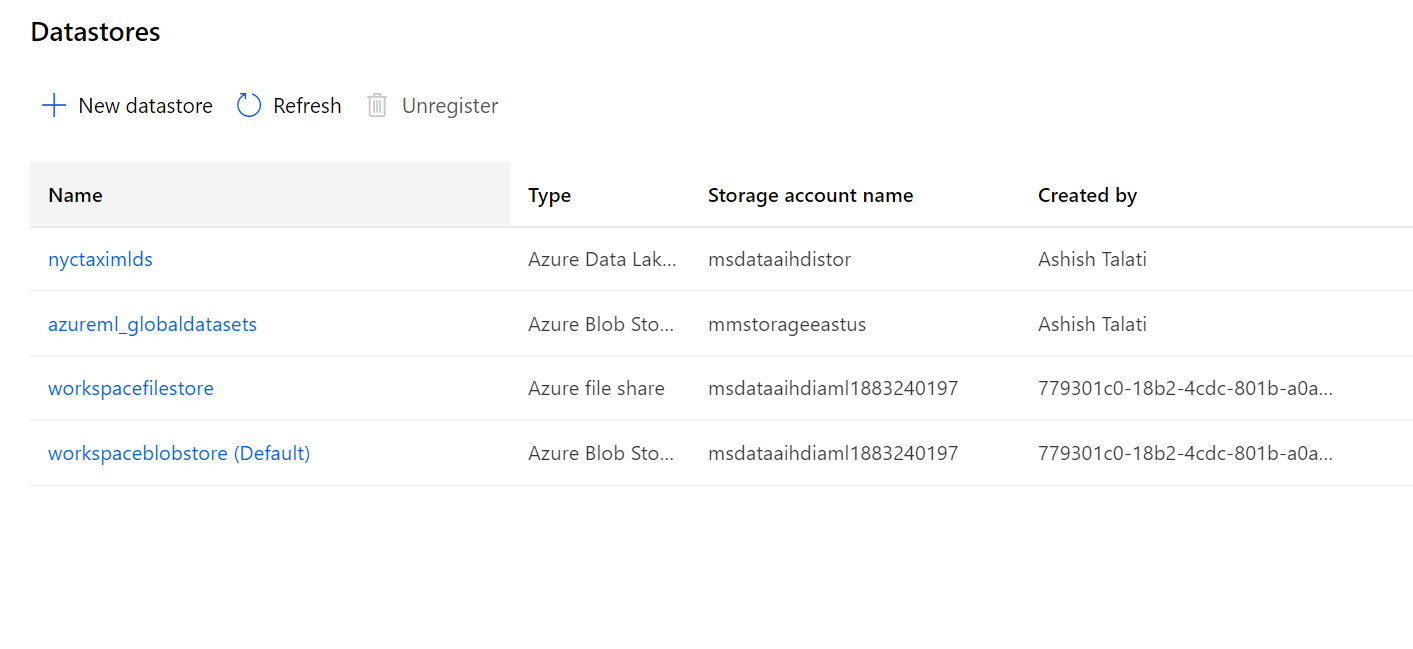 Datastores
New datastore Refresh Unregister
Name Type Storage account name Created by
nyctaximlds Azure Data Lak... msdataaihdistor Ashish Talati
azureml_globaldatasets Azure Blob Sto... mmstorageeastus Ashish Talati
workspacefilestore Azure file share msdataaihdiaml1883240197 779301c0-18b2-4cdc-801b-a0a...
workspaceblobstore (Default) Azure Blob Sto... msdataaihdiaml1883240197 779301c0-18b2-4cdc-801b-a0a...